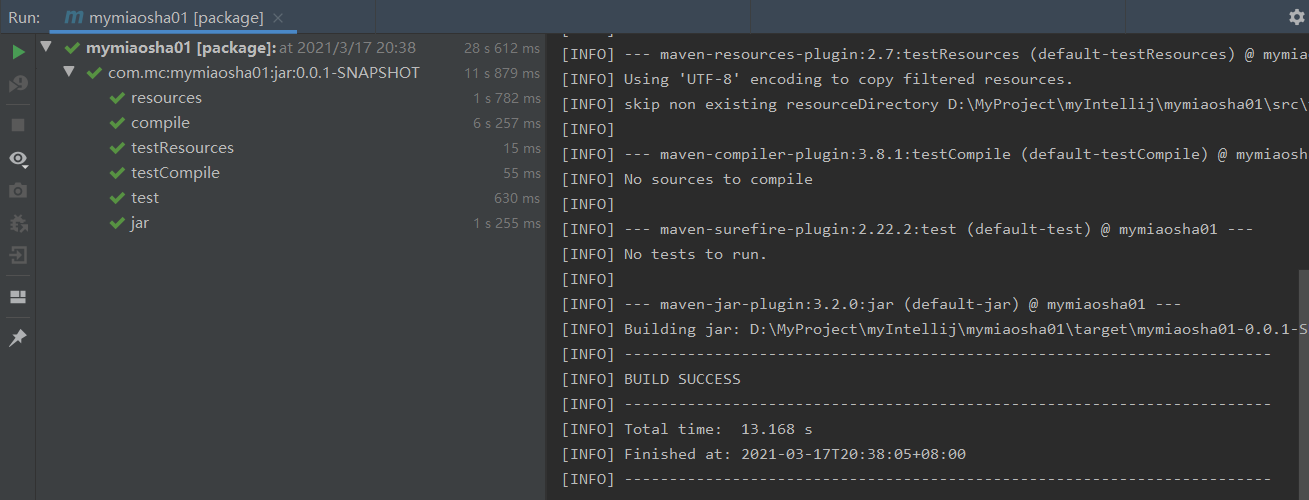 Run: mymiaosha01 [package]
mymiaosha01 [package]: at 2021/3/17 20:38 28 s 612 ms
com.mc:mymiaosha01:jar:0.0.1-SNAPSHOT 11 s 879 ms
resources 1 s 782 ms
compile 6 s 257 ms
testResources 15 ms
testCompile 55 ms
test 630 ms
jar 1 s 255 ms
[INFO] --- maven-resources-plugin:2.7:testResources (default-testResources) @ mymia
[INFO] Using 'UTF-8' encoding to copy filtered resources.
[INFO] skip non existing resourceDirectory D:\MyProject\myIntellij\mymiaosha01\src\
[INFO]
[INFO] --- maven-compiler-plugin:3.8.1:testCompile (default-testCompile) @ mymiaosh
[INFO] No sources to compile
[INFO]
[INFO] --- maven-surefire-plugin:2.22.2:test (default-test) @ mymiaosha01 ---
[INFO] No tests to run.
[INFO]
[INFO] --- maven-jar-plugin:3.2.0:jar (default-jar) @ mymiaosha01 ---
[INFO] Building jar: D:\MyProject\myIntellij\mymiaosha01\target\mymiaosha01-0.0.1-S
[INFO] ------------------------------------------------------------------------
[INFO] BUILD SUCCESS
[INFO] ------------------------------------------------------------------------
[INFO] Total time:  13.168 s
[INFO] Finished at: 2021-03-17T20:38:05+08:00
[INFO] ------------------------------------------------------------------------